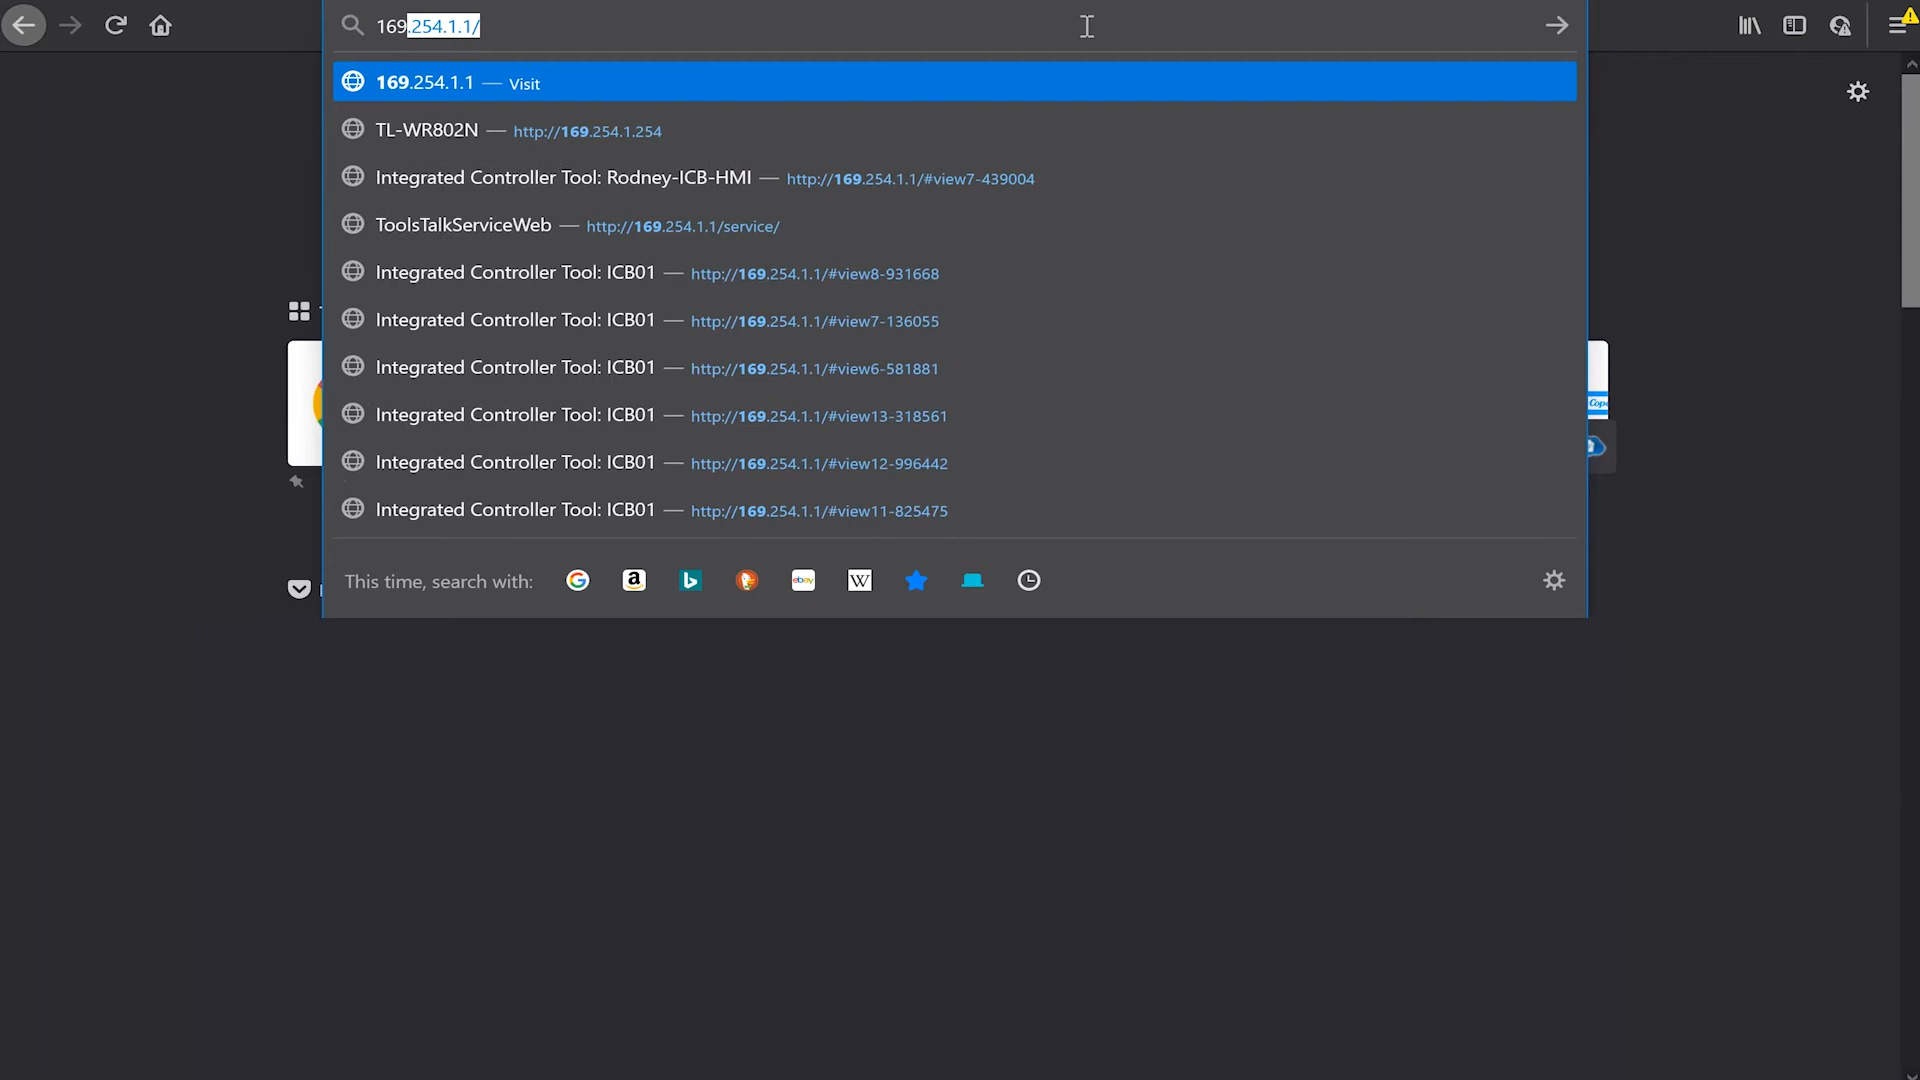 169.254.1.1/
169.254.1.1 — Visit
TL-WR802N — http://169.254.1.254
Integrated Controller Tool: Rodney-ICB-HMI — http://169.254.1.1/#view7-439004
ToolsTalkServiceWeb — http://169.254.1.1/service/
Integrated Controller Tool: ICB01 — http://169.254.1.1/#view8-931668
Integrated Controller Tool: ICB01 — http://169.254.1.1/#view7-136055
Integrated Controller Tool: ICB01 — http://169.254.1.1/#view6-581881
Integrated Controller Tool: ICB01 — http://169.254.1.1/#view13-318561
Integrated Controller Tool: ICB01 — http://169.254.1.1/#view12-996442
Integrated Controller Tool: ICB01 — http://169.254.1.1/#view11-825475
This time, search with:
ebay
W